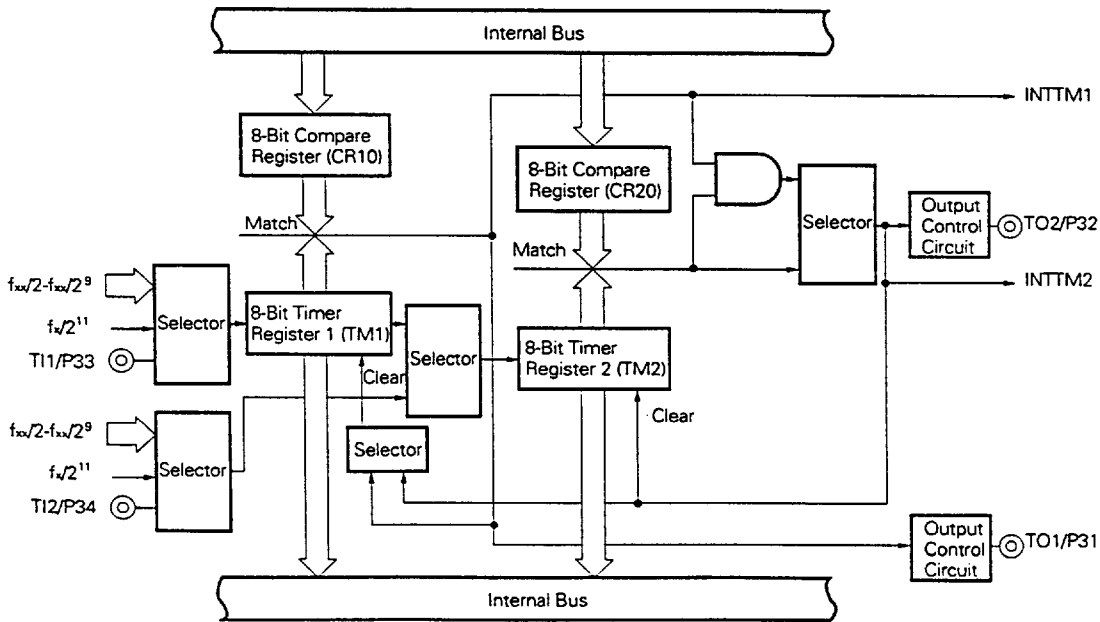 Internal Bus
INTTM1
8-Bit Compare
Register (CR10)
8-Bit Compare
Register (CR20)
Selector
Output
Control
Circuit
TO2/P32
Match
Match
INTTM2
fxx/2-fxx/2⁹
fx/2¹¹
TI1/P33
Selector
8-Bit Timer
Register 1 (TM1)
Selector
8-Bit Timer
Register 2 (TM2)
Clear
Clear
fxx/2-fxx/2⁹
fx/2¹¹
TI2/P34
Selector
Selector
Output
Control
Circuit
TO1/P31
Internal Bus